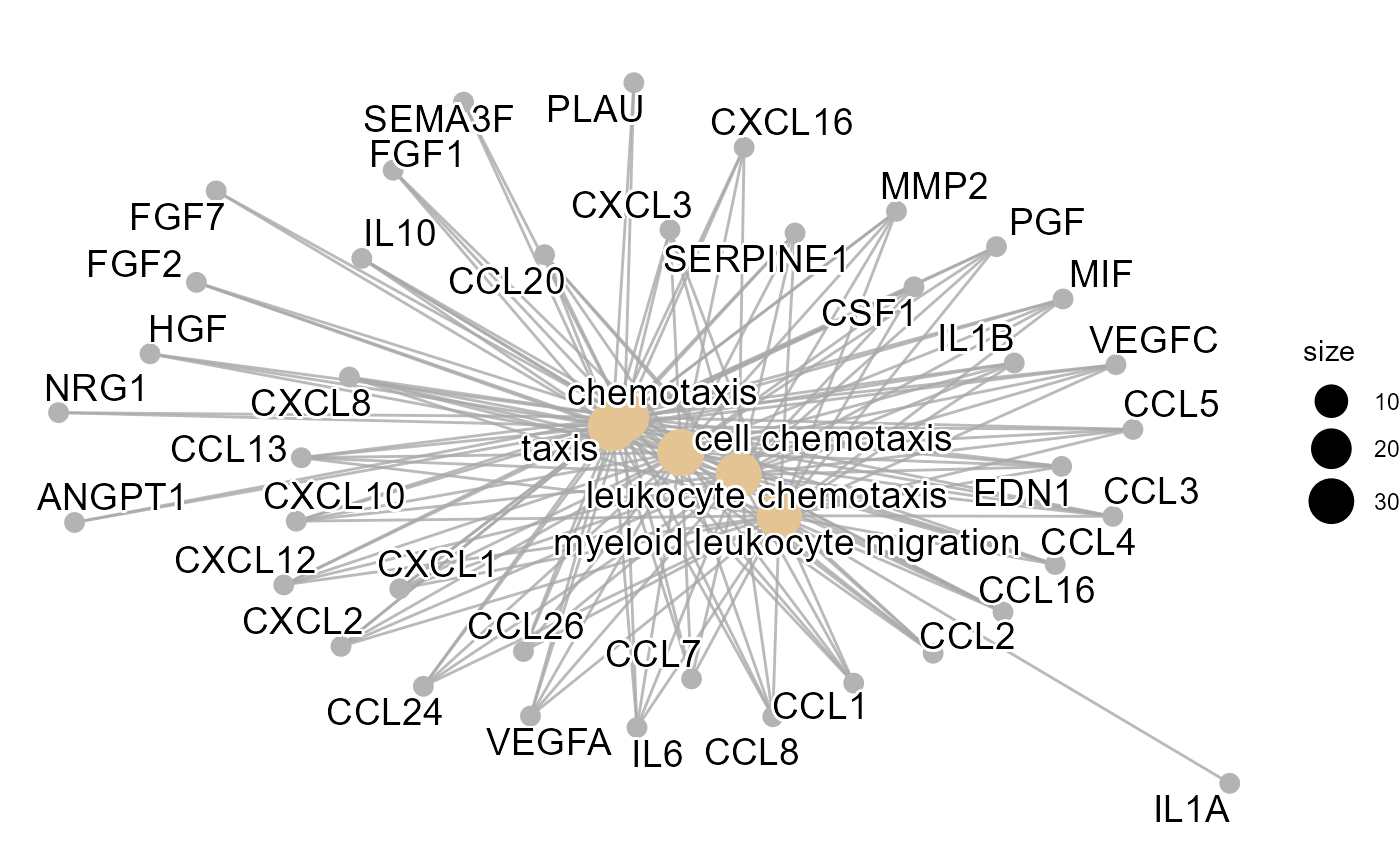 PLAU
SEMA3F
CXCL16
FGF1
MMP2
CXCL3
FGF7
PGF
IL10
SERPINE1
FGF2
MIF
CCL20
CSF1
HGF
IL1B
VEGFC
size
NRG1
chemotaxis
CXCL8
CCL5
10
cell chemotaxis
taxis
CCL13
20
ANGPT1
CXCL10
leukocyte chemotaxis
EDN1
CCL3
30
myeloid leukocyte migration
CCL4
CXCL12
CXCL1
CCL16
CXCL2
CCL26
CCL2
CCL7
CCL24
CCL1
VEGFA
IL6
CCL8
IL1A